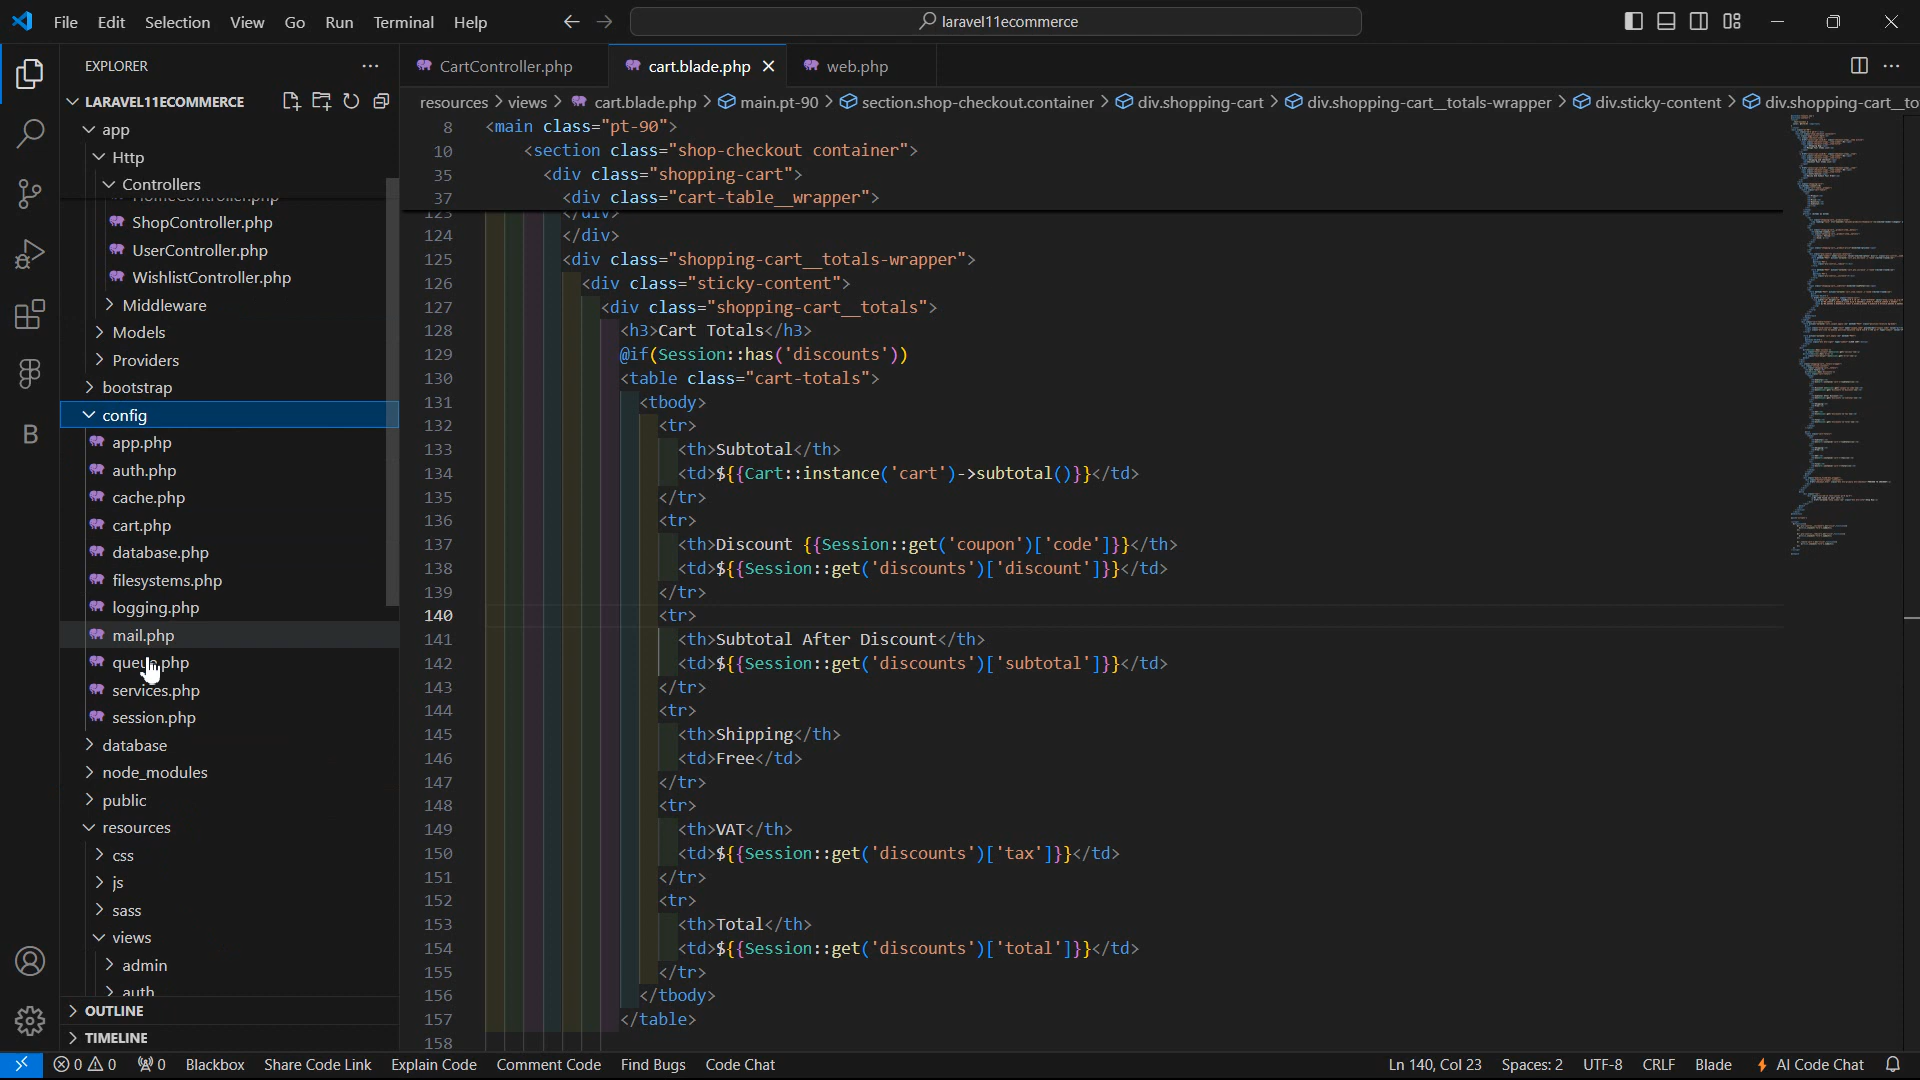 File Edit Selection View Go Run Terminal Help
laravel11ecommerce
EXPLORER
LARAVEL11ECOMMERCE
app
Http
Controllers
HomeController.php
ShopController.php
UserController.php
WishlistController.php
Middleware
Models
Providers
bootstrap
config
app.php
auth.php
cache.php
cart.php
database.php
filesystems.php
logging.php
mail.php
queue.php
services.php
session.php
database
node_modules
public
resources
css
js
sass
views
admin
auth
OUTLINE
TIMELINE
CartController.php
cart.blade.php
web.php
resources > views > cart.blade.php > main.pt-90 > section.shop-checkout.container > div.shopping-cart > div.shopping-cart__totals-wrapper > div.sticky-content > div.shopping-cart__to
8 <main class="pt-90">
10 <section class="shop-checkout container">
35 <div class="shopping-cart">
37 <div class="cart-table__wrapper">
123 </div>
124 </div>
125 <div class="shopping-cart__totals-wrapper">
126 <div class="sticky-content">
127 <div class="shopping-cart__totals">
128 <h3>Cart Totals</h3>
129 @if(Session::has('discounts'))
130 <table class="cart-totals">
131 <tbody>
132 <tr>
133 <th>Subtotal</th>
134 <td>${{Cart::instance('cart')->subtotal()}}</td>
135 </tr>
136 <tr>
137 <th>Discount {{Session::get('coupon')['code']}}</th>
138 <td>${{Session::get('discounts')['discount']}}</td>
139 </tr>
140 <tr>
141 <th>Subtotal After Discount</th>
142 <td>${{Session::get('discounts')['subtotal']}}</td>
143 </tr>
144 <tr>
145 <th>Shipping</th>
146 <td>Free</td>
147 </tr>
148 <tr>
149 <th>VAT</th>
150 <td>${{Session::get('discounts')['tax']}}</td>
151 </tr>
152 <tr>
153 <th>Total</th>
154 <td>${{Session::get('discounts')['total']}}</td>
155 </tr>
156 </tbody>
157 </table>
158
0 0 0 Blackbox Share Code Link Explain Code Comment Code Find Bugs Code Chat Ln 140, Col 23 Spaces: 2 UTF-8 CRLF Blade AI Code Chat